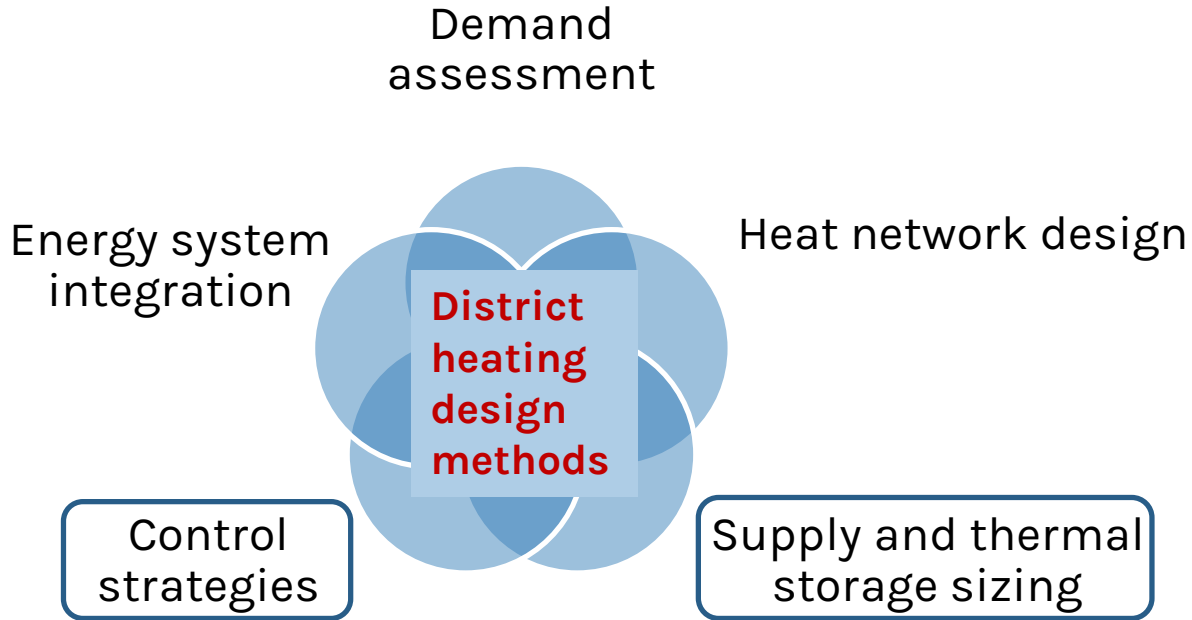 Demand
assessment
Energy system
integration
Heat network design
District
heating
design
methods
Control
strategies
Supply and thermal
storage sizing